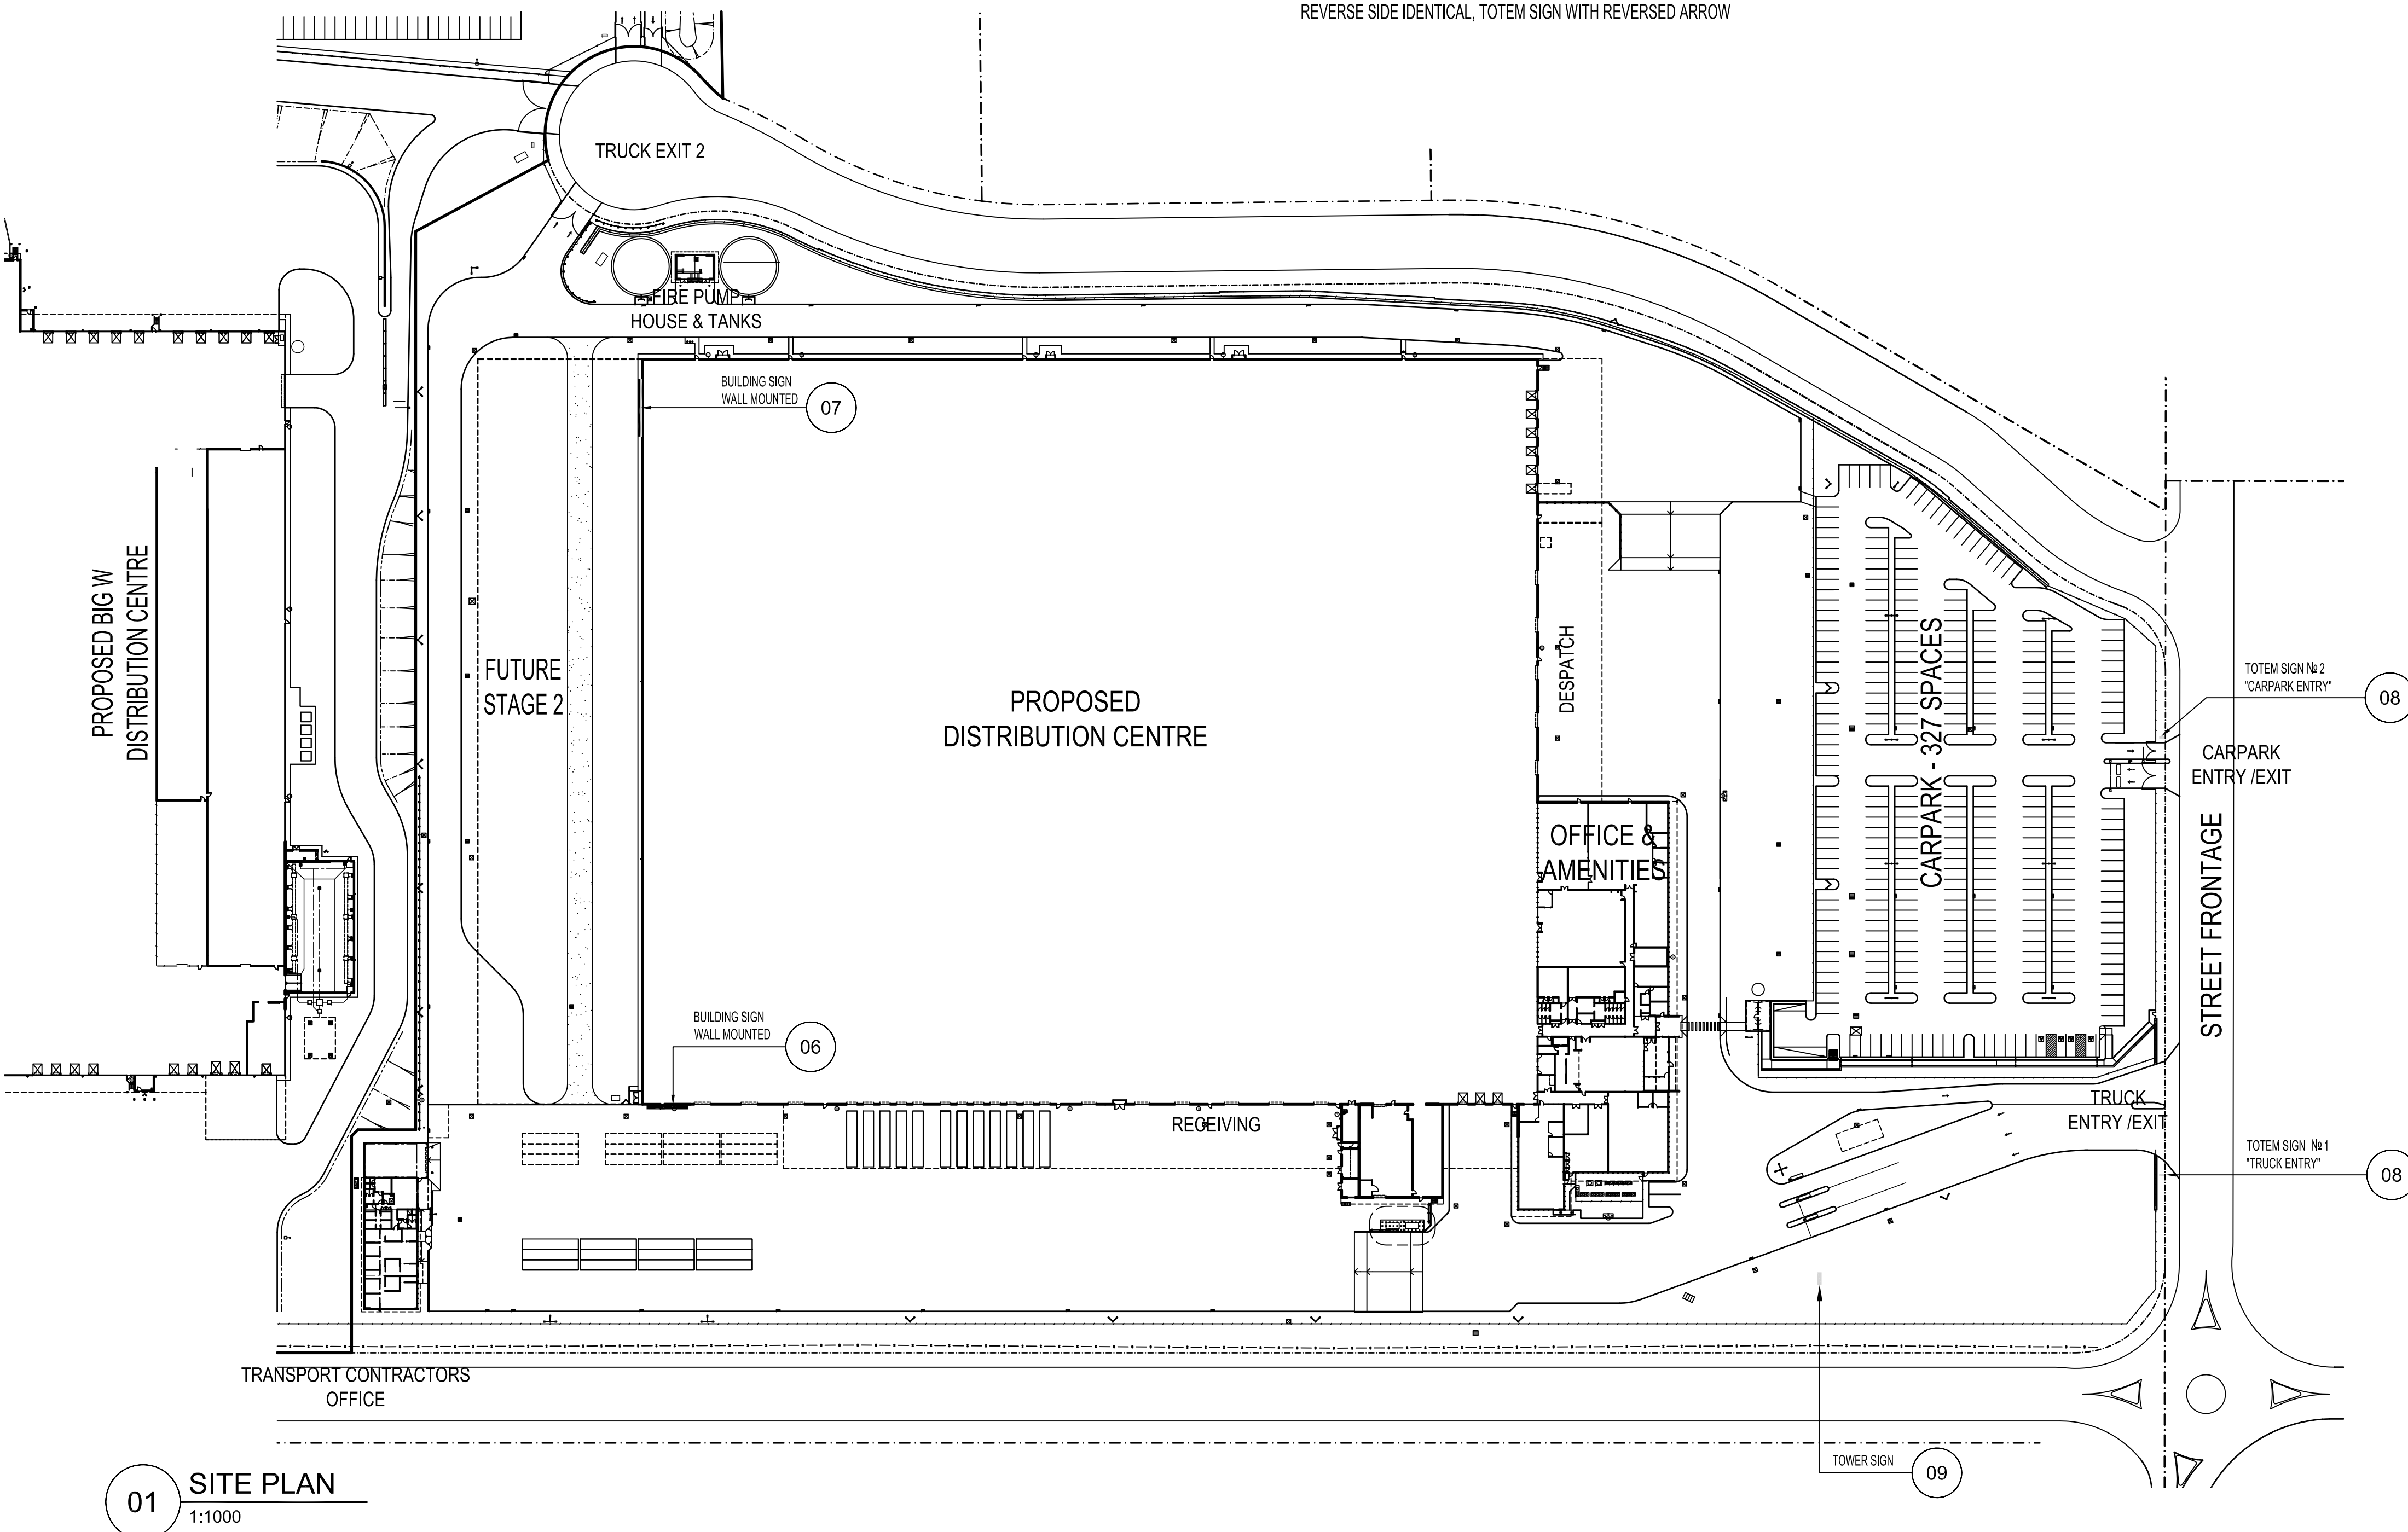 REVERSE SIDE IDENTICAL, TOTEM SIGN WITH REVERSED ARROW
TRUCK EXIT 2
FIRE PUMP
HOUSE & TANKS
BUILDING SIGN
WALL MOUNTED
07
PROPOSED BIG W
DISTRIBUTION CENTRE
FUTURE
STAGE 2
PROPOSED
DISTRIBUTION CENTRE
DESPATCH
CARPARK - 327 SPACES
TOTEM SIGN № 2
"CARPARK ENTRY"
08
CARPARK
ENTRY /EXIT
OFFICE &
AMENITIES
STREET FRONTAGE
BUILDING SIGN
WALL MOUNTED
06
RECEIVING
TRUCK
ENTRY /EXIT
TOTEM SIGN № 1
"TRUCK ENTRY"
08
TRANSPORT CONTRACTORS
OFFICE
TOWER SIGN
09
01
SITE PLAN
1:1000